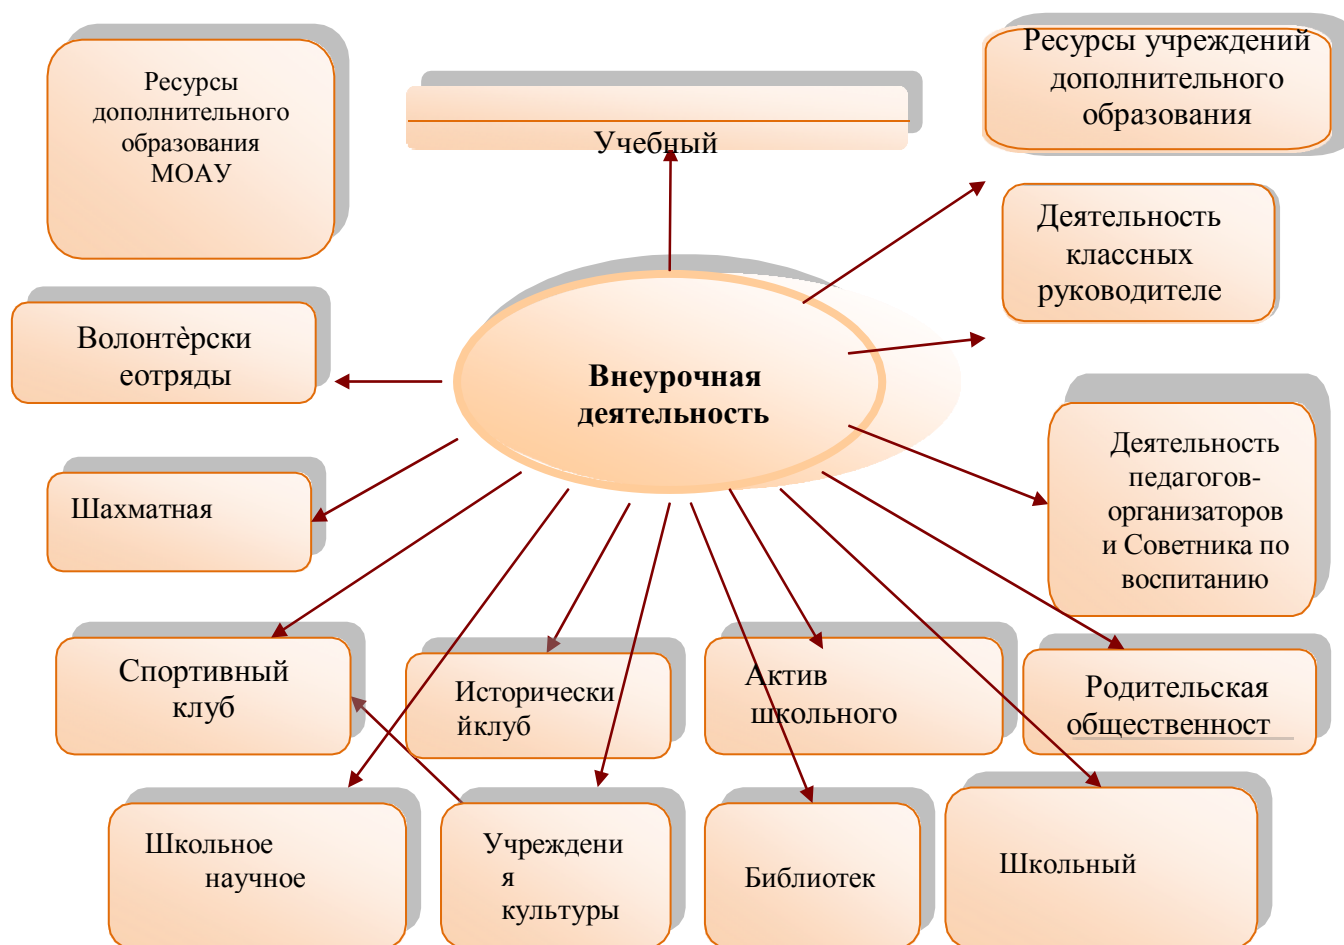 Ресурсы
дополнительного
образования
МОАУ
Учебный
Ресурсы учреждений
дополнительного
образования
Деятельность
классных
руководителе
Волонтѐрски
еотряды
Внеурочная
деятельность
Деятельность
педагогов-
организаторов
и Советника по
воспитанию
Шахматная
Спортивный
клуб
Исторически
йклуб
Актив
школьного
Родительская
общественност
Школьное
научное
Учреждени
я
культуры
Библиотек
Школьный